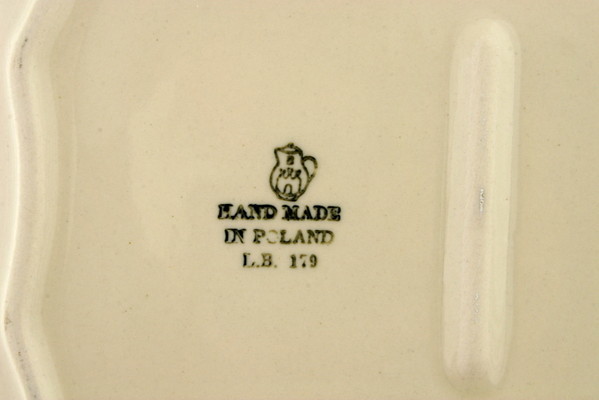 HAND MADE
IN POLAND
L.B. 179